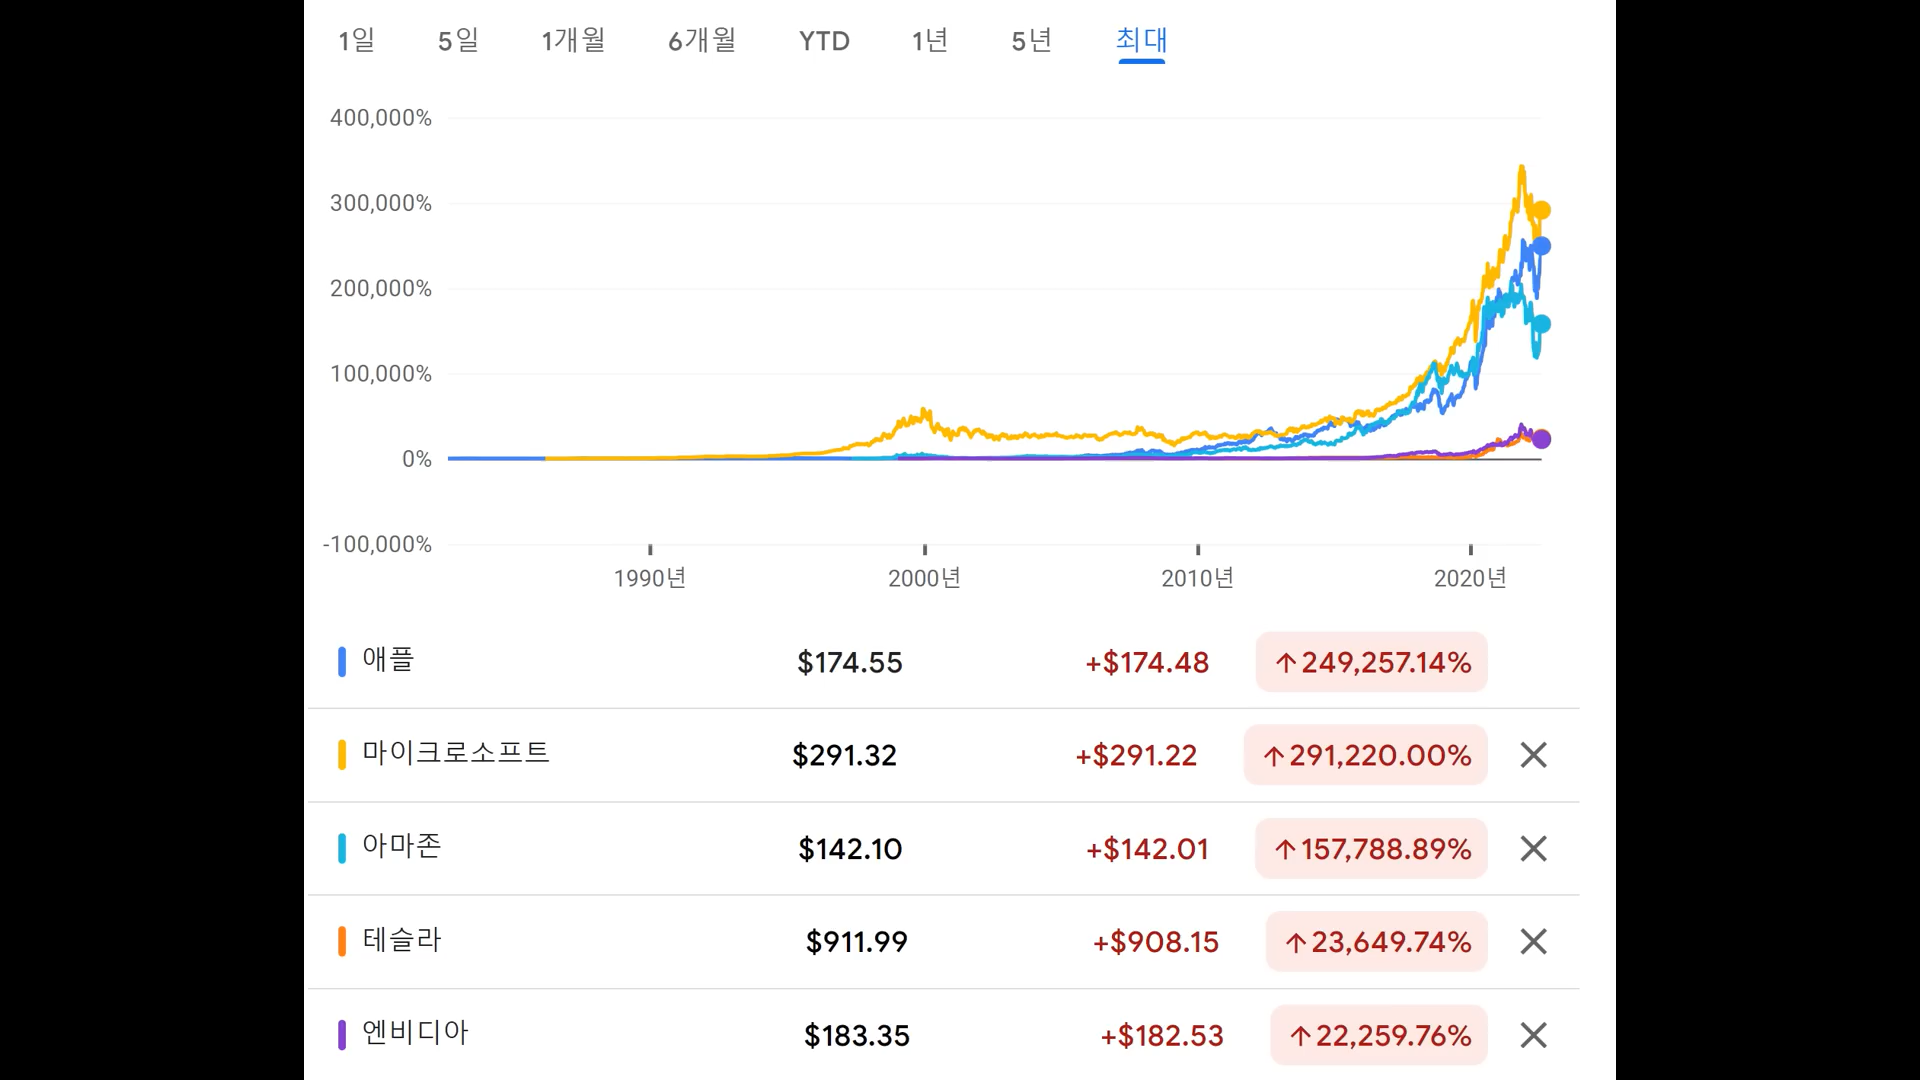 1일 5일 1개월 6개월 YTD 1년 5년 최대
400,000%
300,000%
200,000%
100,000%
0%
-100,000%
1990년 2000년 2010년 2020년
애플 $174.55 +$174.48 ↑249,257.14%
마이크로소프트 $291.32 +$291.22 ↑291,220.00%
아마존 $142.10 +$142.01 ↑157,788.89%
테슬라 $911.99 +$908.15 ↑23,649.74%
엔비디아 $183.35 +$182.53 ↑22,259.76%